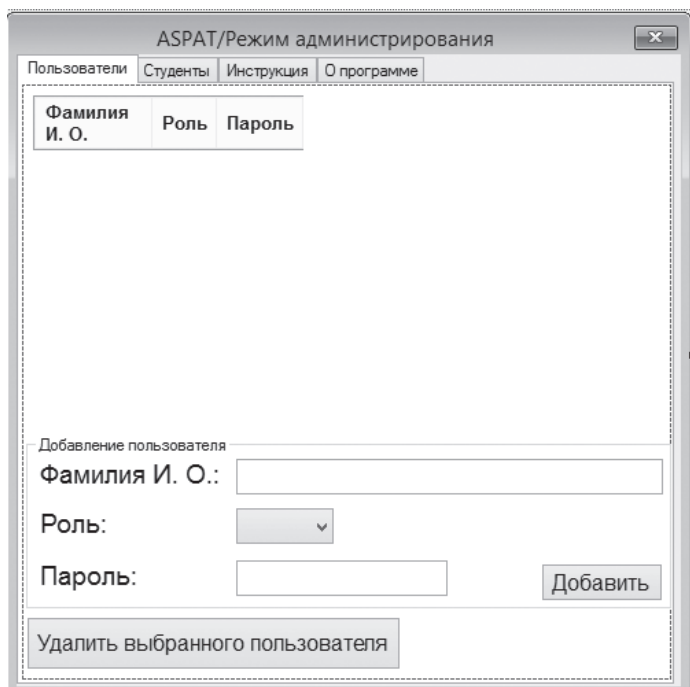 ASPAT/Режим администрирования
Пользователи Студенты Инструкция О программе
Фамилия
И. О.
Роль Пароль
Добавление пользователя
Фамилия И. О.:
Роль:
Пароль:
Добавить
Удалить выбранного пользователя